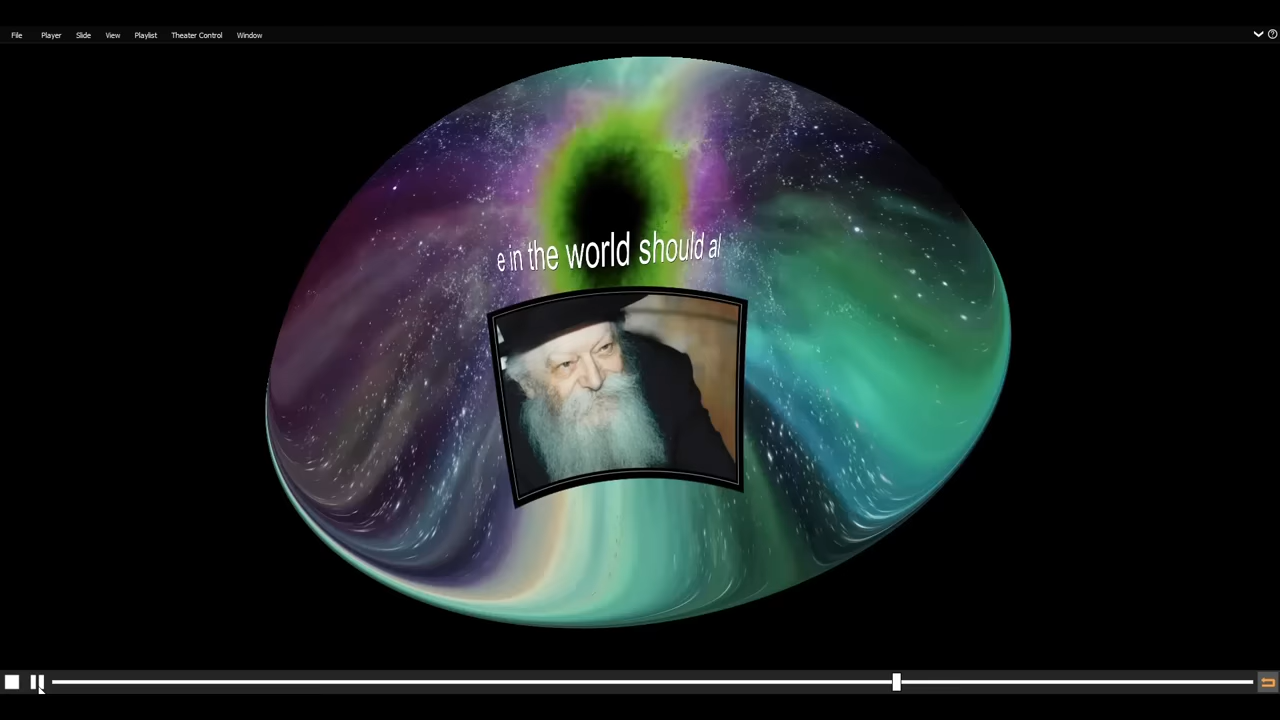 File Player Slide View Playlist Theater Control Window
e in the world should al